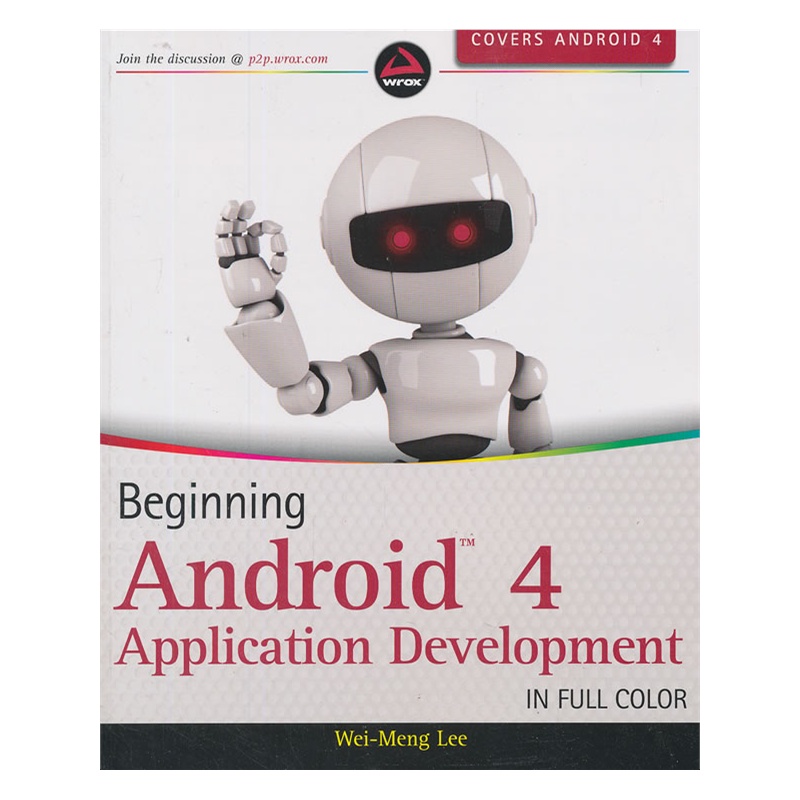 COVERS ANDROID 4
Join the discussion @ p2p.wrox.com
wrox™
Beginning
Android™ 4
Application Development
IN FULL COLOR
Wei-Meng Lee